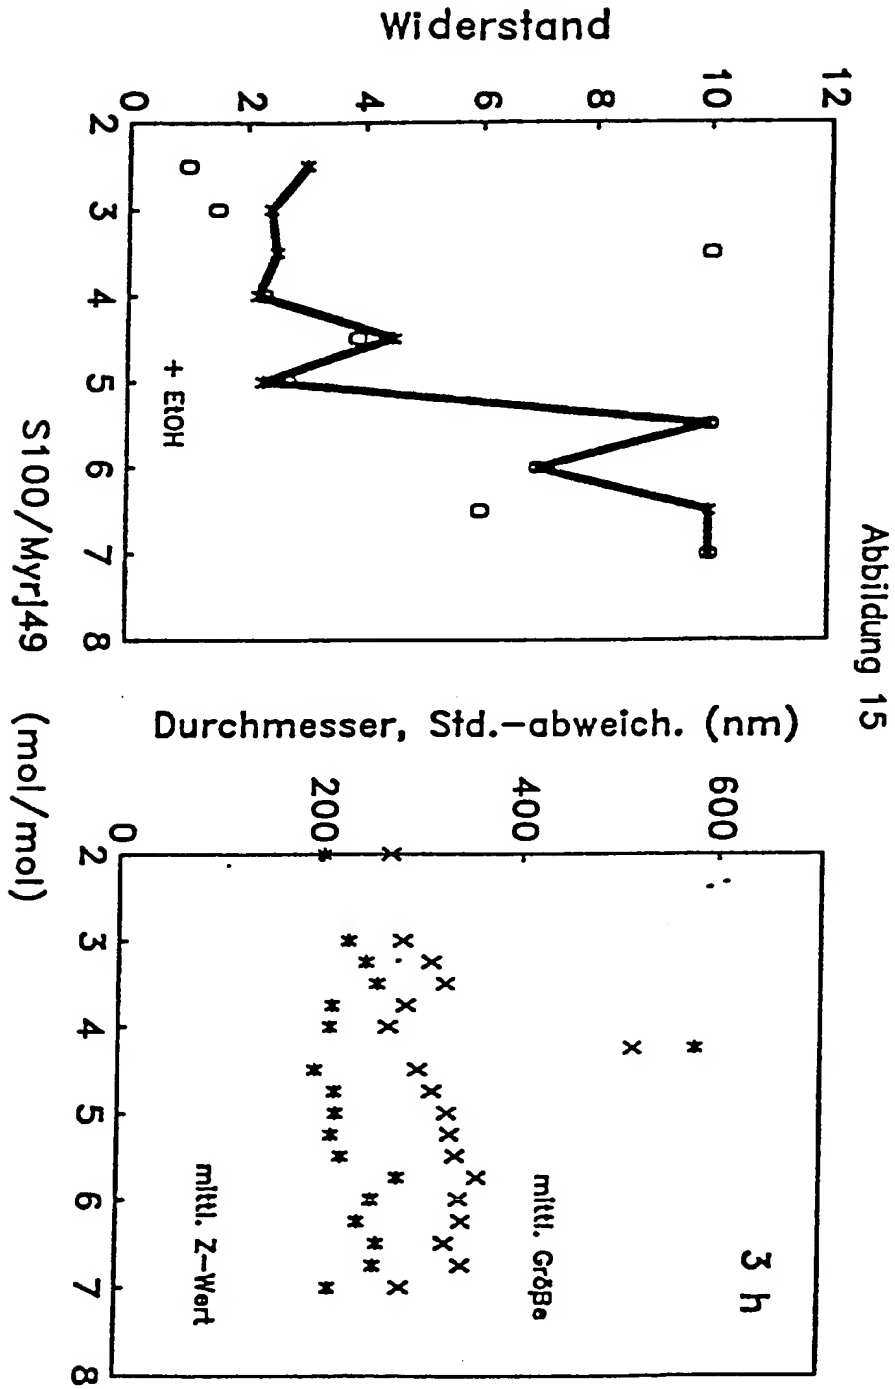 Abbildung 15
Widerstand
12
10
8
6
4
2
0
2 3 4 5 6 7 8
+ EtOH
Durchmesser, Std.-abweich. (nm)
600
400
200
0
2 3 4 5 6 7 8
3 h
mittl. Größe
mittl. Z-Wert
S100/Myrj49 (mol/mol)